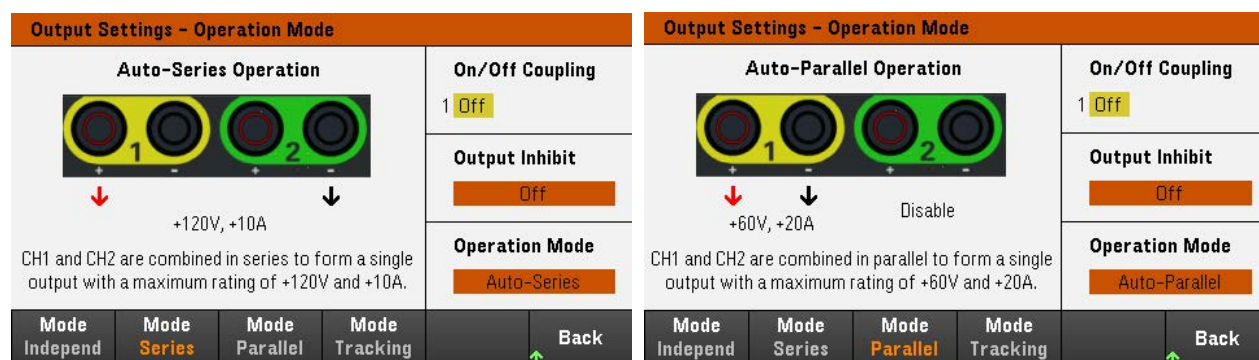 Output Settings - Operation Mode
Auto-Series Operation
1 2
+ - + -
+120V, +10A
CH1 and CH2 are combined in series to form a single
output with a maximum rating of +120V and +10A.
On/Off Coupling
1 Off
Output Inhibit
Off
Operation Mode
Auto-Series
Mode Independ
Mode Series
Mode Parallel
Mode Tracking
Back
Output Settings - Operation Mode
Auto-Parallel Operation
1 2
+ - + -
+60V, +20A
Disable
CH1 and CH2 are combined in parallel to form a single
output with a maximum rating of +60V and +20A.
On/Off Coupling
1 Off
Output Inhibit
Off
Operation Mode
Auto-Parallel
Mode Independ
Mode Series
Mode Parallel
Mode Tracking
Back